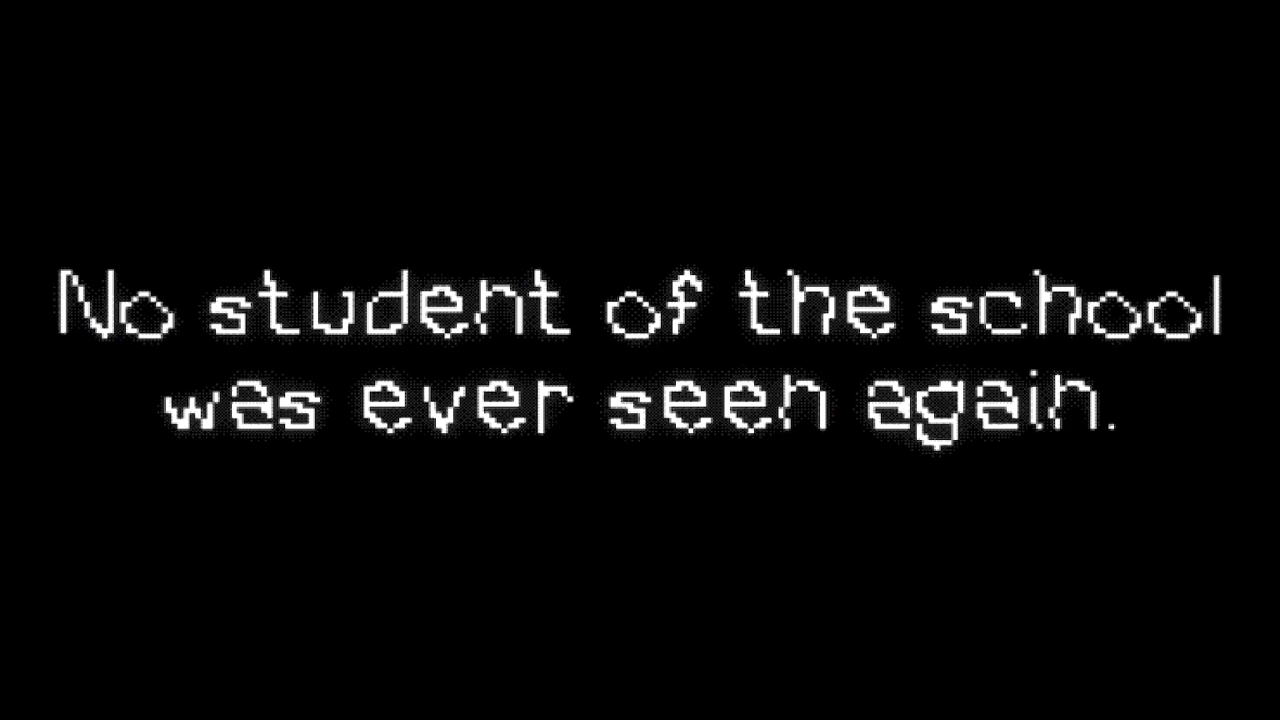 No student of the school
was ever seen again.